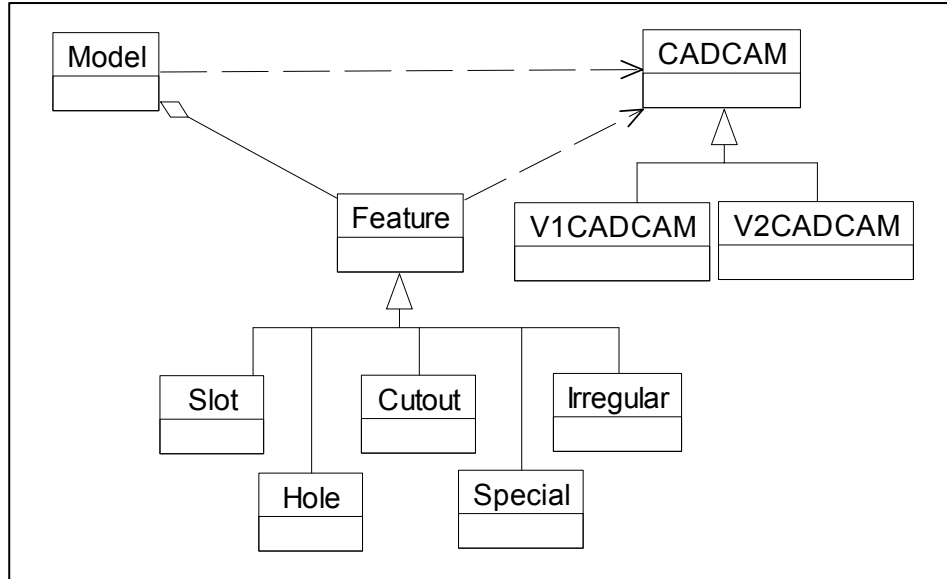 Model
CADCAM
Feature
V1CADCAM
V2CADCAM
Slot
Cutout
Irregular
Hole
Special